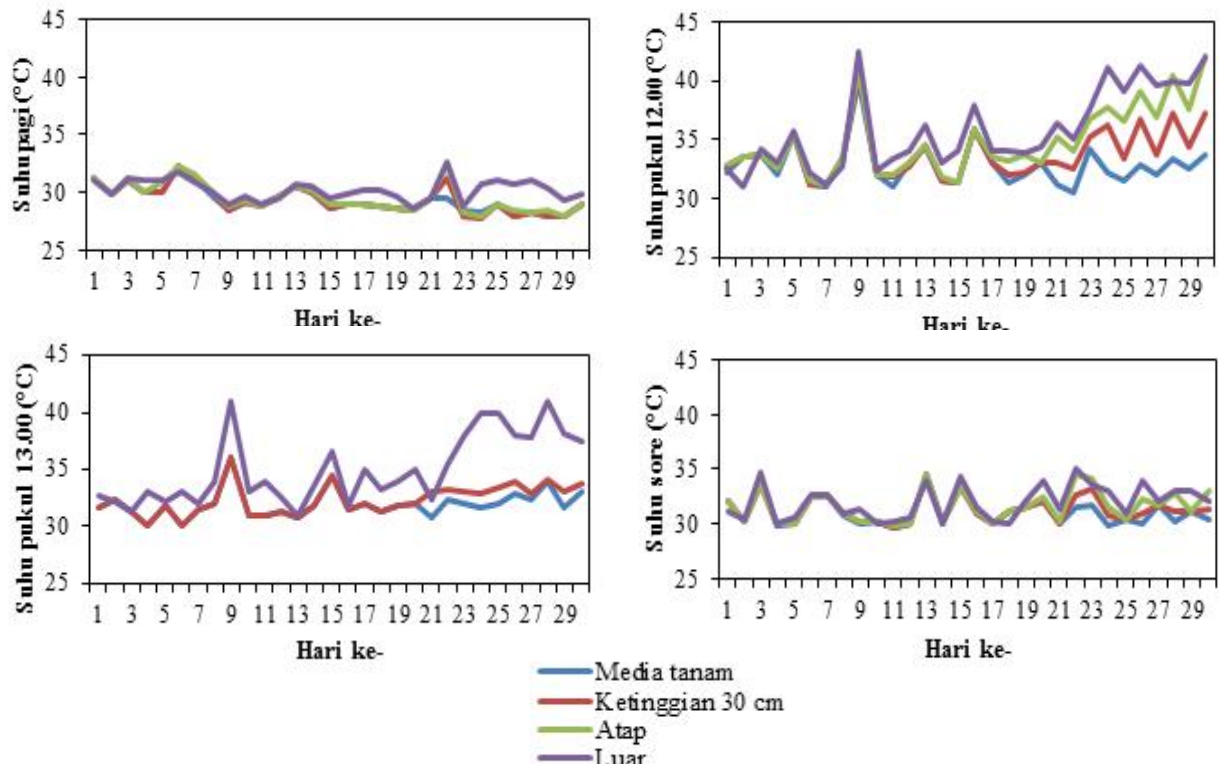 45
40
35
30
25
Suhupagi (°C)
1 3 5 7 9 11 13 15 17 19 21 23 25 27 29
Hari ke-
45
40
35
30
25
Suhupukul 12.00 (°C)
1 3 5 7 9 11 13 15 17 19 21 23 25 27 29
Hari ke-
45
40
35
30
25
Suhu pukul 13.00 (°C)
1 3 5 7 9 11 13 15 17 19 21 23 25 27 29
Hari ke-
45
40
35
30
25
Suhu sore (°C)
1 3 5 7 9 11 13 15 17 19 21 23 25 27 29
Hari ke-
Media tanam
Ketinggian 30 cm
Atap
Luar